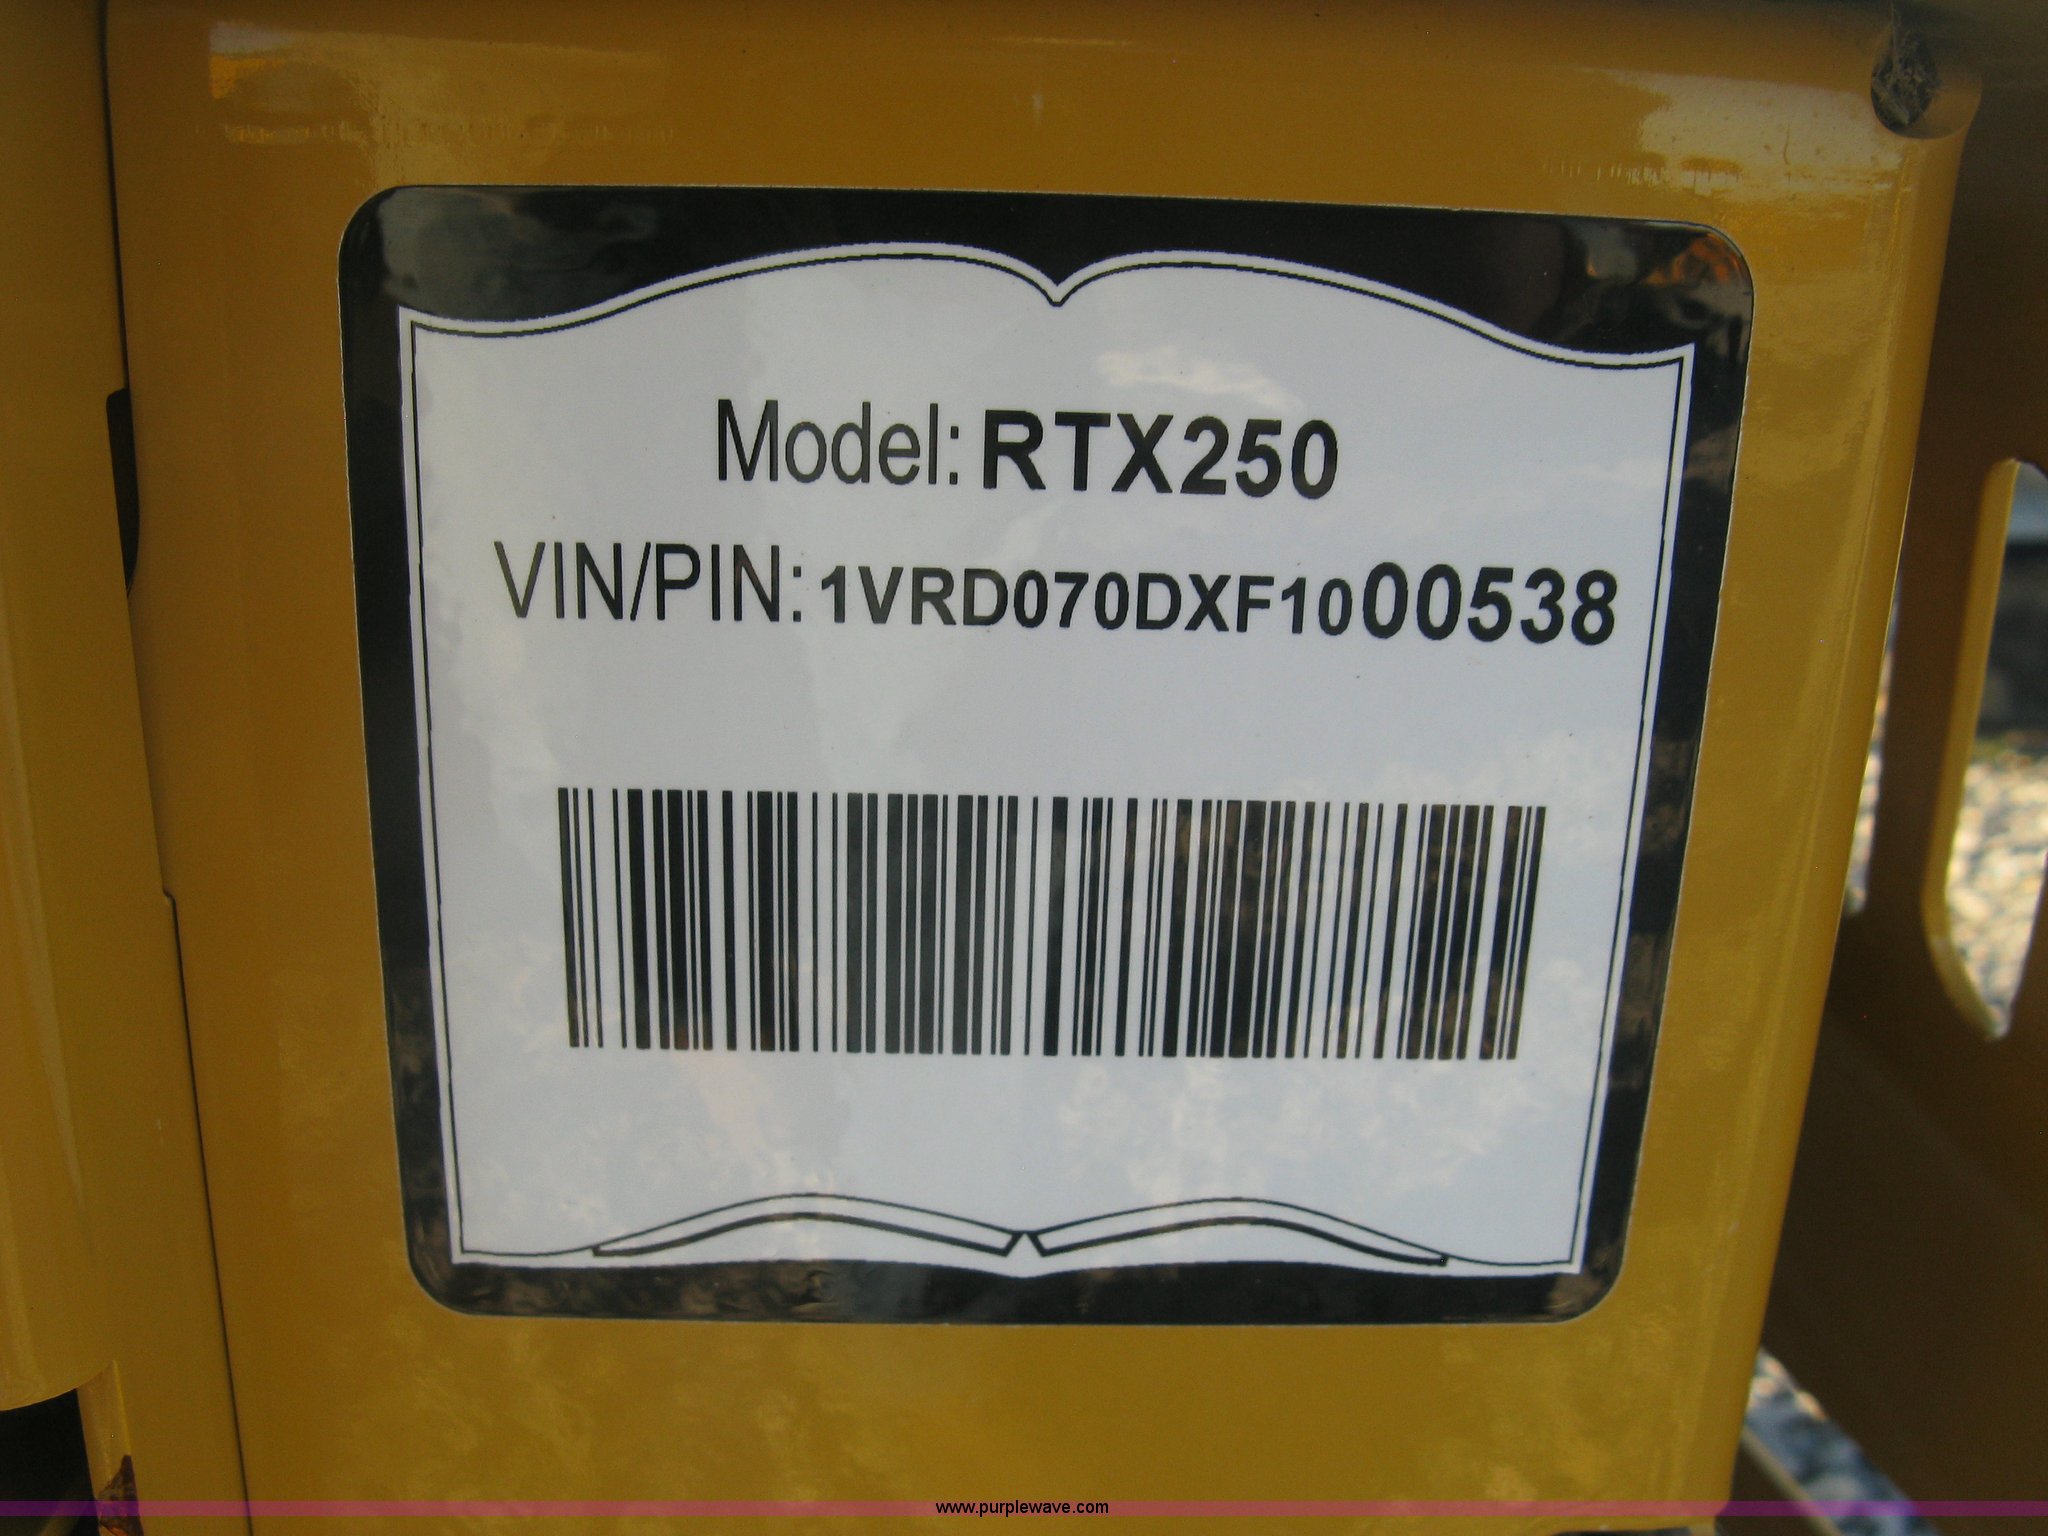 Model: RTX250
VIN/PIN: 1VRD070DXF1000538
www.purplewave.com